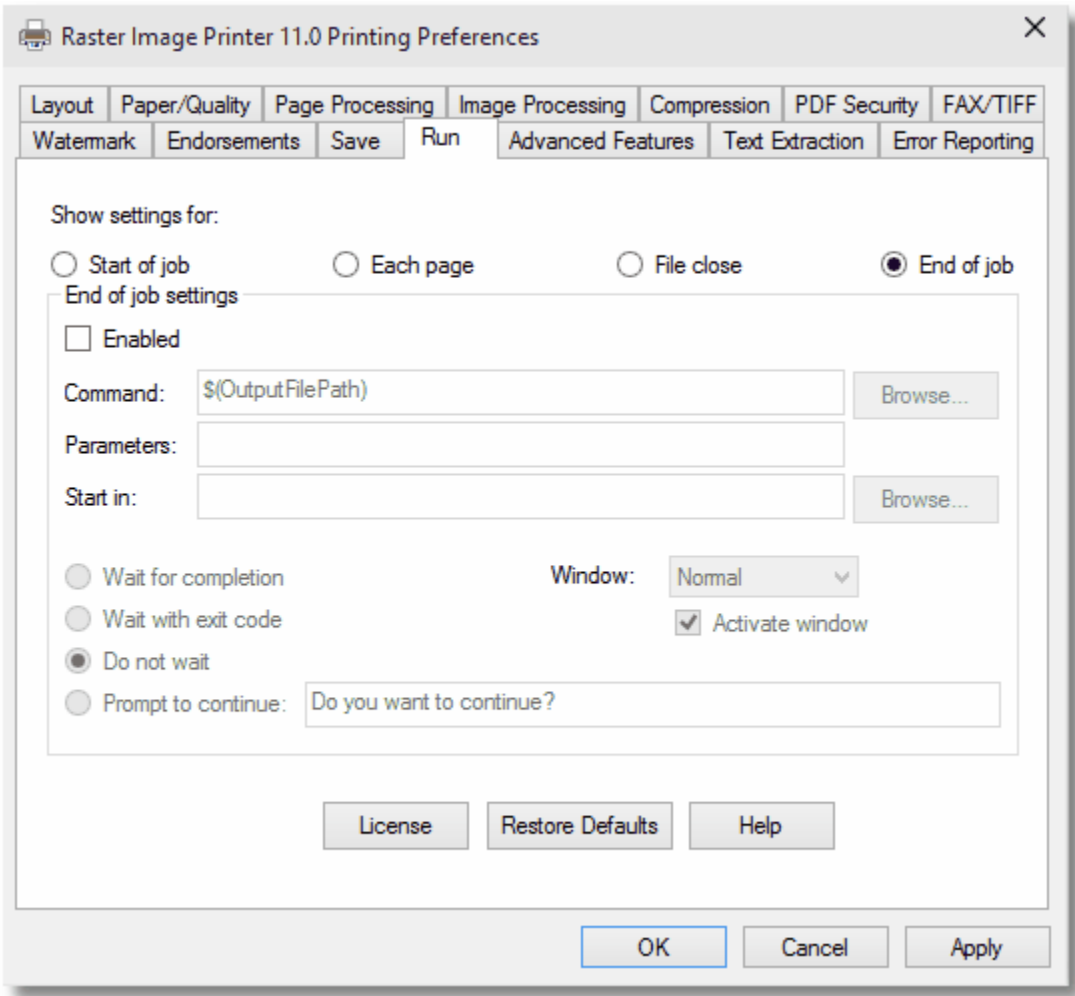 Raster Image Printer 11.0 Printing Preferences
Layout Paper/Quality Page Processing Image Processing Compression PDF Security FAX/TIFF
Watermark Endorsements Save Run Advanced Features Text Extraction Error Reporting
Show settings for:
Start of job Each page File close End of job
End of job settings
Enabled
Command: $(OutputFilePath) Browse...
Parameters:
Start in: Browse...
Wait for completion Window: Normal
Wait with exit code Activate window
Do not wait
Prompt to continue: Do you want to continue?
License Restore Defaults Help
OK Cancel Apply